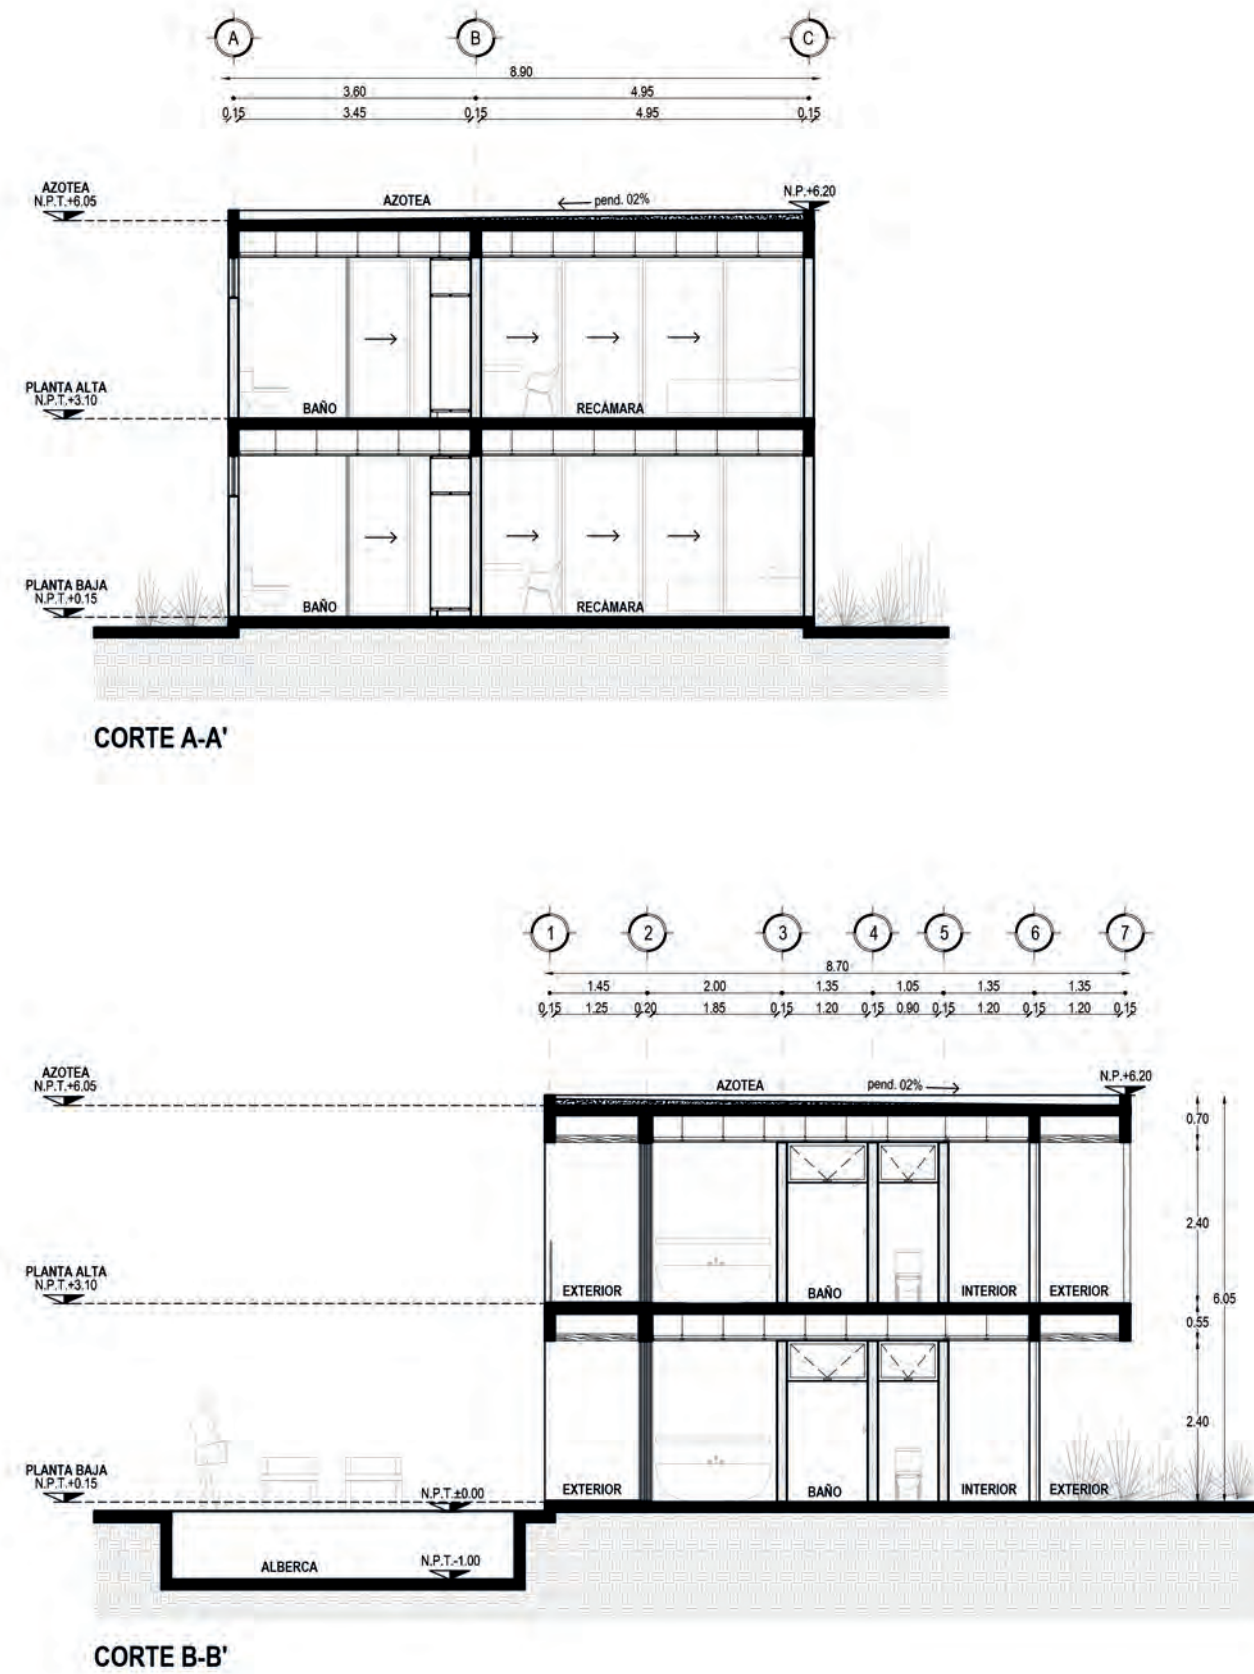 A B C
8.90
3.60 4.95
0.15 3.45 0.15 4.95 0.15
AZOTEA
N.P.T.+6.05
AZOTEA
pend. 02%
N.P.+6.20
PLANTA ALTA
N.P.T.+3.10
BAÑO
RECÁMARA
PLANTA BAJA
N.P.T.+0.15
BAÑO
RECÁMARA
CORTE A-A'
1 2 3 4 5 6 7
8.70
1.45 2.00 1.35 1.05 1.35 1.35
0.15 1.25 0.20 1.85 0.15 1.20 0.15 0.90 0.15 1.20 0.15 1.20 0.15
AZOTEA
N.P.T.+6.05
AZOTEA
pend. 02%
N.P.+6.20
0.70
2.40
PLANTA ALTA
N.P.T.+3.10
EXTERIOR
BAÑO
INTERIOR
EXTERIOR
6.05
0.55
2.40
PLANTA BAJA
N.P.T.+0.15
N.P.T.±0.00
EXTERIOR
BAÑO
INTERIOR
EXTERIOR
ALBERCA
N.P.T.-1.00
CORTE B-B'